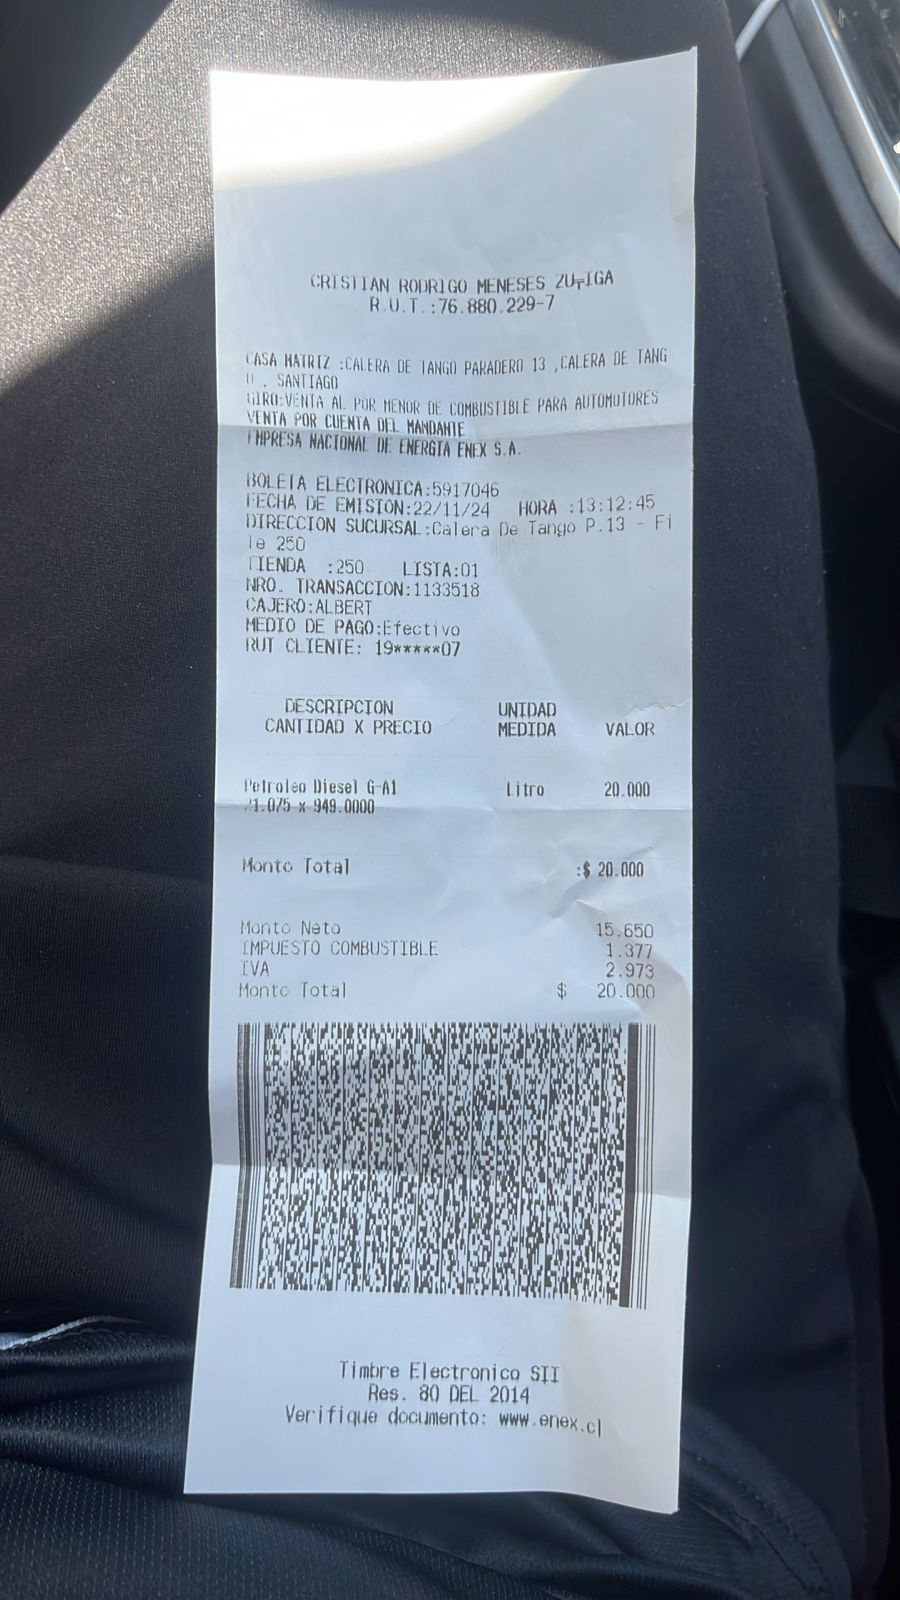 CRISTIAN RODRIGO MENESES ZU╤IGA
R.U.T.:76.880.229-7
CASA MATRIZ :CALERA DE TANGO PARADERO 13 ,CALERA DE TANG
O , SANTIAGO
GIRO:VENTA AL POR MENOR DE COMBUSTIBLE PARA AUTOMOTORES
VENTA POR CUENTA DEL MANDANTE
EMPRESA NACIONAL DE ENERGIA ENEX S.A.
BOLETA ELECTRONICA:5917046
FECHA DE EMISION:22/11/24 HORA :13:12:45
DIRECCION SUCURSAL:Calera De Tango P.13 - Fi
le 250
TIENDA :250 LISTA:01
NRO. TRANSACCION:1133518
CAJERO:ALBERT
MEDIO DE PAGO:Efectivo
RUT CLIENTE: 19*****07
DESCRIPCION UNIDAD
CANTIDAD X PRECIO MEDIDA VALOR
Petroleo Diesel G-A1 Litro 20.000
21.075 x 949.0000
Monto Total :$ 20.000
Monto Neto 15.650
IMPUESTO COMBUSTIBLE 1.377
IVA 2.973
Monto Total $ 20.000
Timbre Electronico SII
Res. 80 DEL 2014
Verifique documento: www.enex.cl